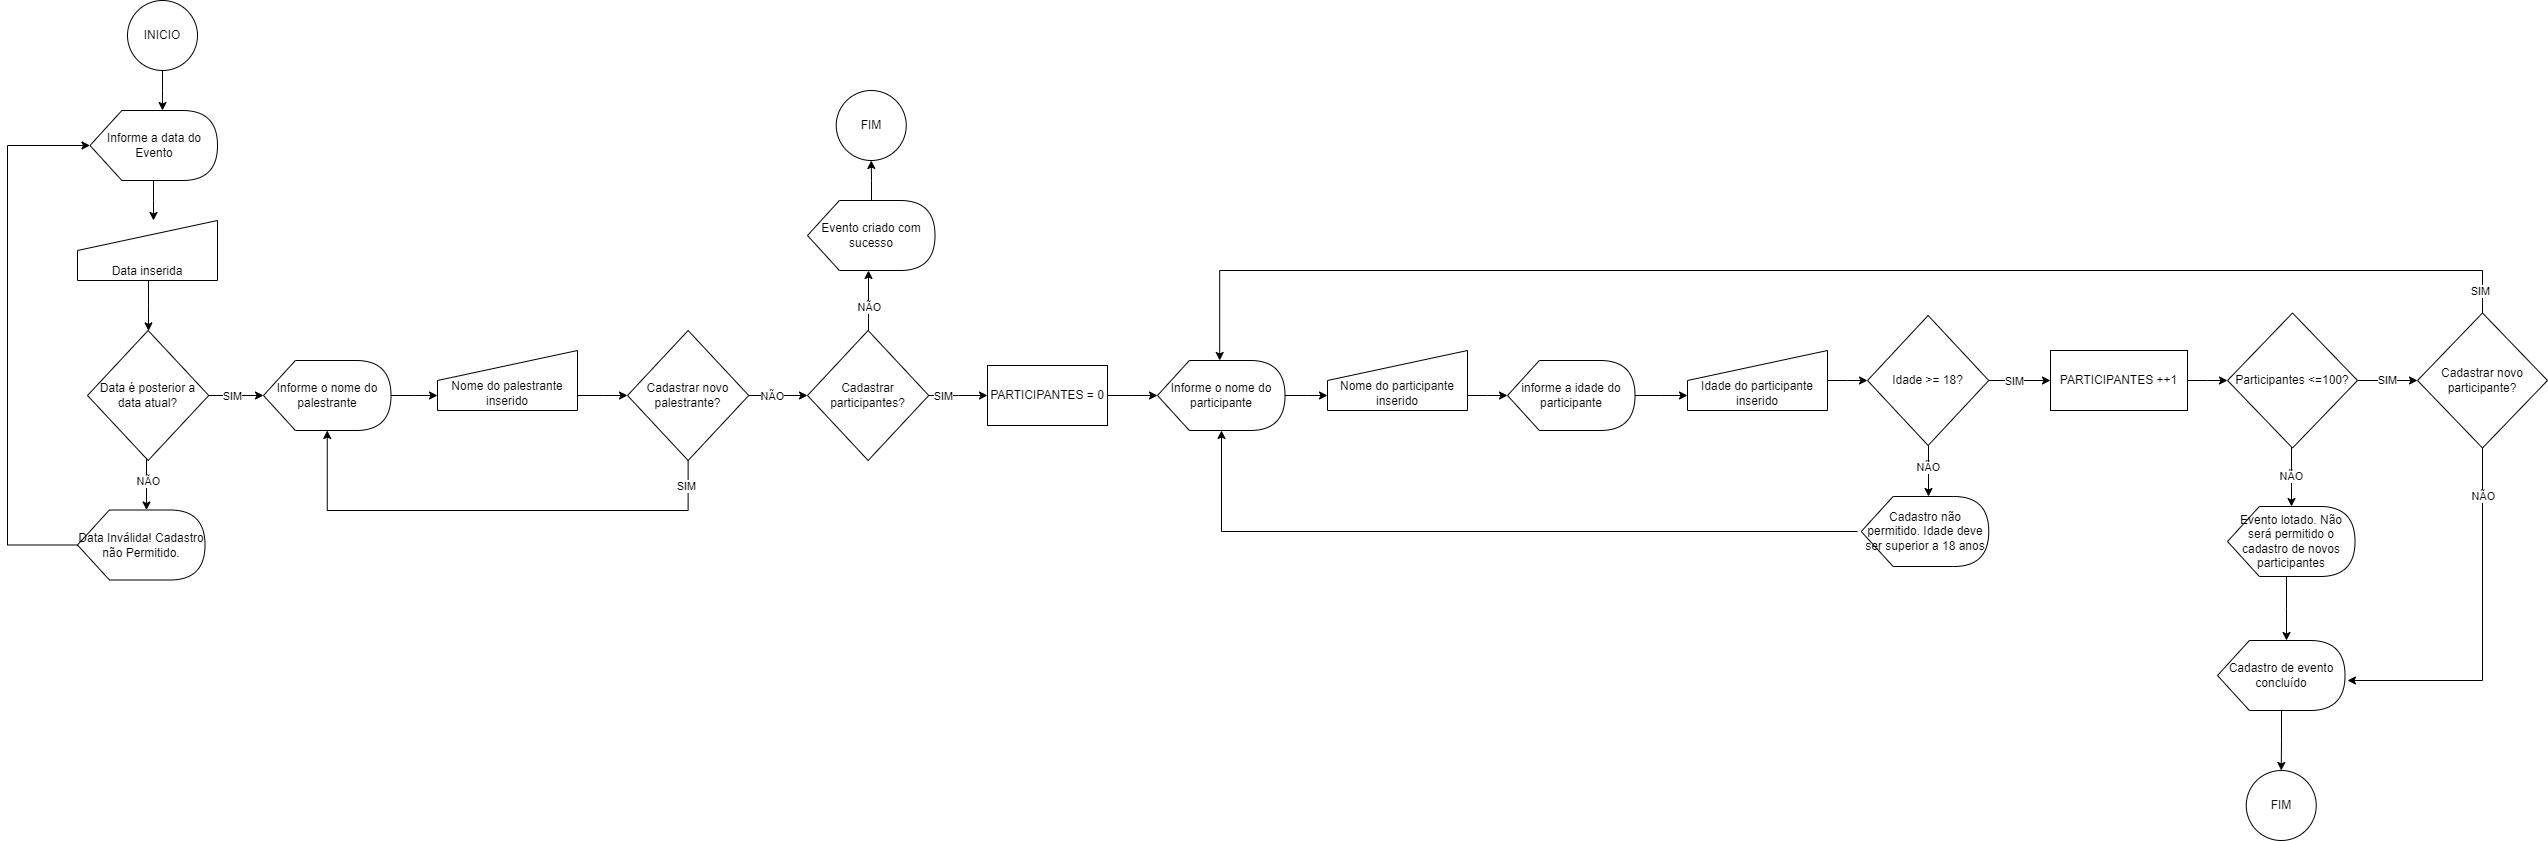 INICIO
Informe a data do
Evento
Data inserida
Data é posterior a
data atual?
NÃO
Data Inválida! Cadastro
não Permitido.
SIM
Informe o nome do
palestrante
Nome do palestrante
inserido
Cadastrar novo
palestrante?
SIM
NÃO
Cadastrar
participantes?
NÃO
Evento criado com
sucesso
FIM
SIM
PARTICIPANTES = 0
Informe o nome do
participante
Nome do participante
inserido
informe a idade do
participante
Idade do participante
inserido
Idade >= 18?
NÃO
Cadastro não
permitido. Idade deve
ser superior a 18 anos
SIM
PARTICIPANTES ++1
Participantes <=100?
NÃO
Evento lotado. Não
será permitido o
cadastro de novos
participantes
SIM
Cadastrar novo
participante?
SIM
NÃO
Cadastro de evento
concluído
FIM